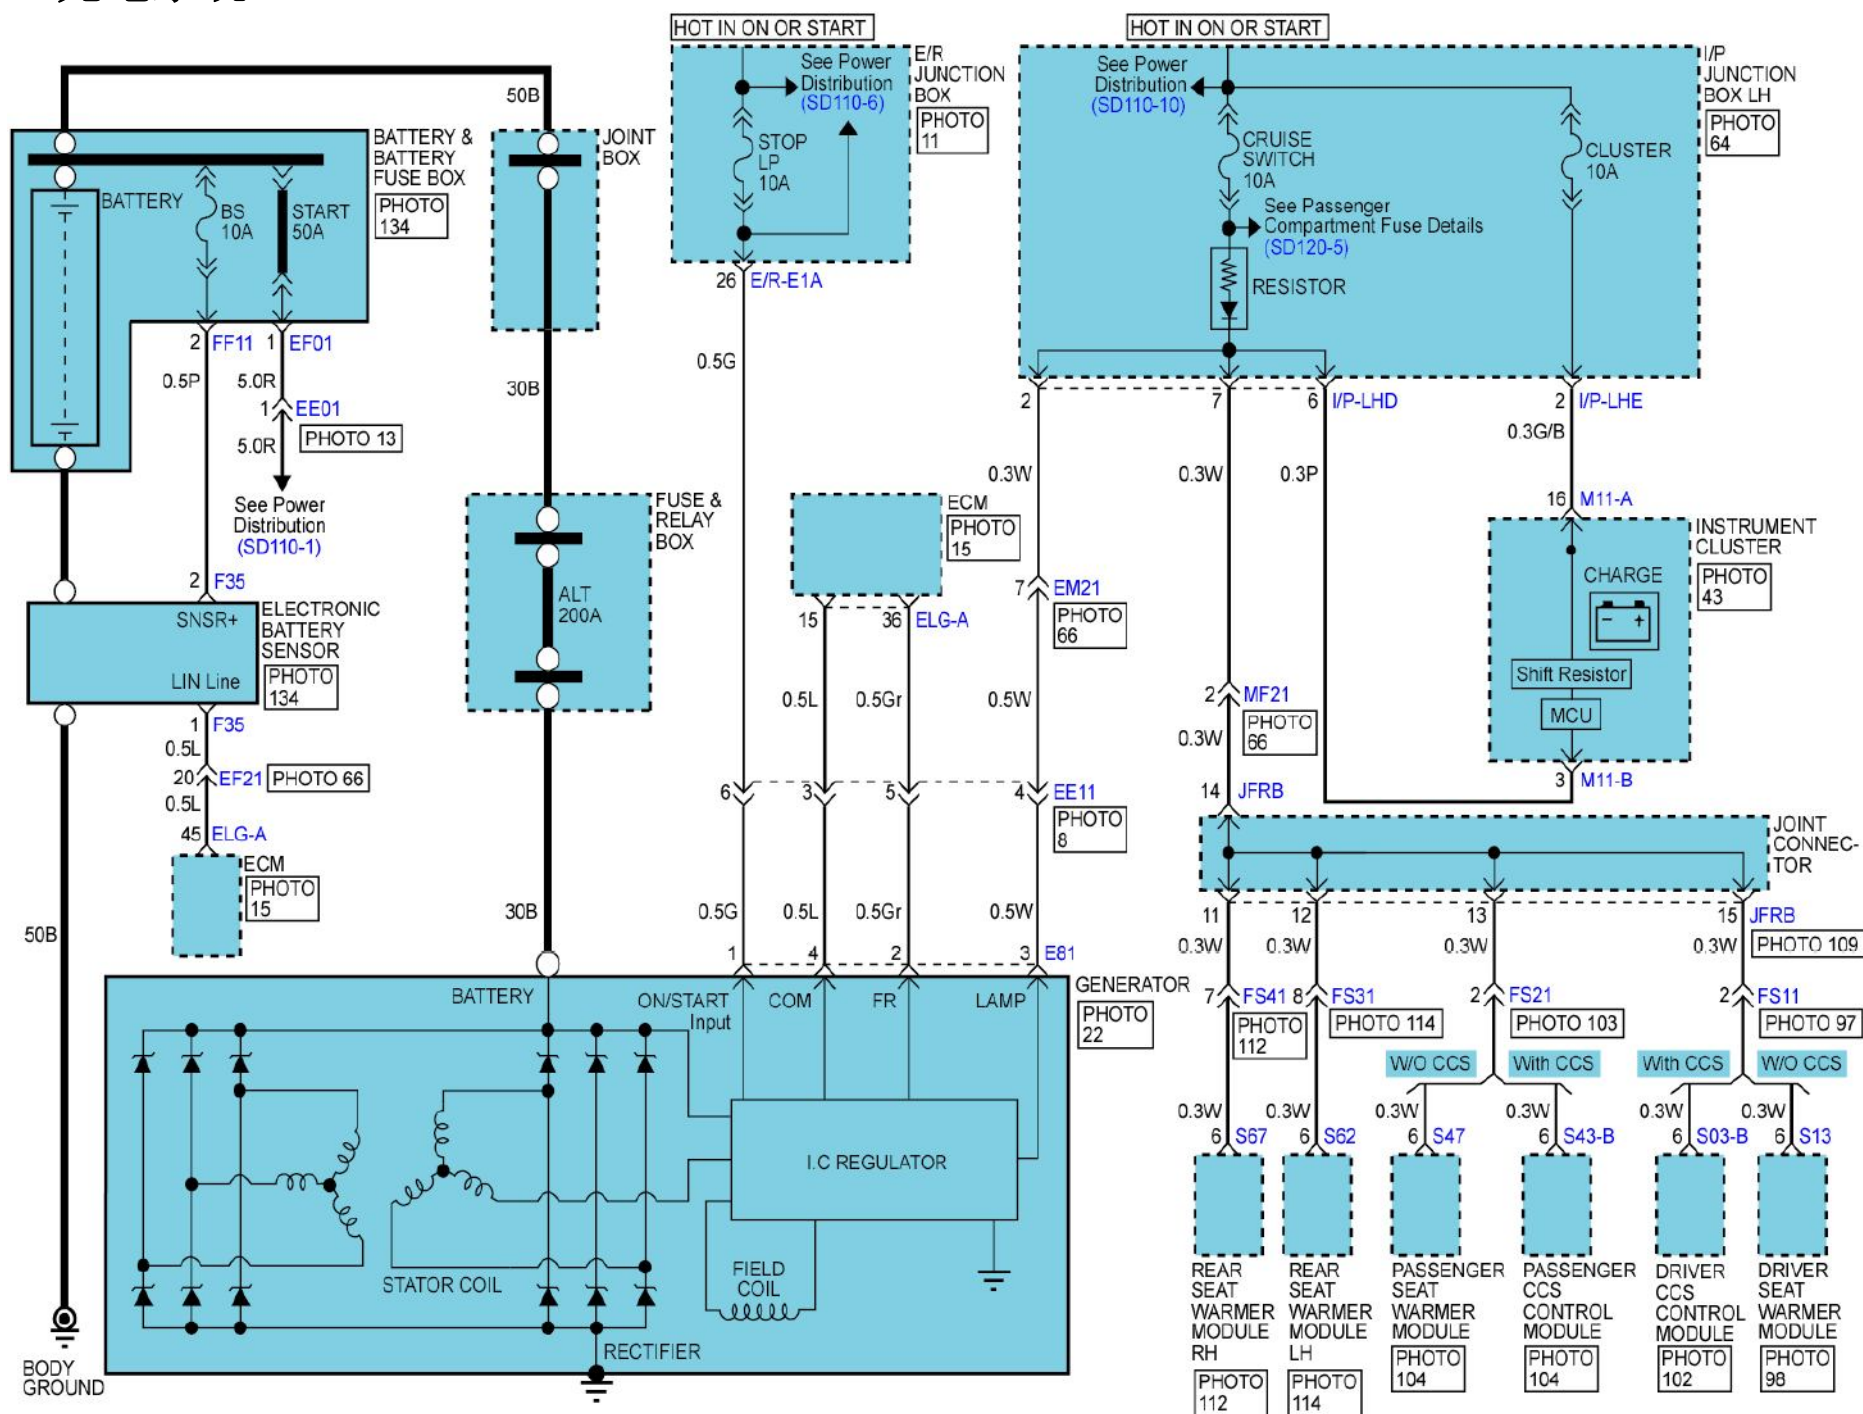 HOT IN ON OR START
HOT IN ON OR START
50B
BATTERY &
BATTERY
FUSE BOX
PHOTO
134
BATTERY
BS
10A
START
50A
2 FF11
1 EF01
0.5P
5.0R
1 EE01
PHOTO 13
5.0R
See Power
Distribution
(SD110-1)
2 F35
SNSR+
LIN Line
ELECTRONIC
BATTERY
SENSOR
PHOTO
134
1 F35
0.5L
20 EF21
PHOTO 66
0.5L
45 ELG-A
ECM
PHOTO
15
50B
BODY
GROUND
JOINT
BOX
30B
FUSE &
RELAY
BOX
ALT
200A
30B
See Power
Distribution
(SD110-6)
E/R
JUNCTION
BOX
PHOTO
11
STOP
LP
10A
26 E/R-E1A
0.5G
ECM
PHOTO
15
15
36 ELG-A
0.5L
0.5Gr
6
3
5
4 EE11
PHOTO
8
0.5G
0.5L
0.5Gr
0.5W
1
4
2
3 E81
See Power
Distribution
(SD110-10)
I/P
JUNCTION
BOX LH
PHOTO
64
CRUISE
SWITCH
10A
CLUSTER
10A
See Passenger
Compartment Fuse Details
(SD120-5)
RESISTOR
2
7
6 I/P-LHD
2 I/P-LHE
0.3W
0.3W
0.3P
0.3G/B
7 EM21
PHOTO
66
0.5W
16 M11-A
INSTRUMENT
CLUSTER
PHOTO
43
CHARGE
- +
Shift Resistor
MCU
3 M11-B
2 MF21
PHOTO
66
0.3W
14 JFRB
JOINT
CONNEC-
TOR
11
12
13
15 JFRB
PHOTO 109
0.3W
0.3W
0.3W
0.3W
7 FS41
PHOTO
112
8 FS31
PHOTO 114
2 FS21
PHOTO 103
2 FS11
PHOTO 97
W/O CCS
With CCS
With CCS
W/O CCS
0.3W
0.3W
0.3W
0.3W
0.3W
0.3W
6 S67
6 S62
6 S47
6 S43-B
6 S03-B
6 S13
REAR
SEAT
WARMER
MODULE
RH
PHOTO
112
REAR
SEAT
WARMER
MODULE
LH
PHOTO
114
PASSENGER
SEAT
WARMER
MODULE
PHOTO
104
PASSENGER
CCS
CONTROL
MODULE
PHOTO
104
DRIVER
CCS
CONTROL
MODULE
PHOTO
102
DRIVER
SEAT
WARMER
MODULE
PHOTO
98
GENERATOR
PHOTO
22
BATTERY
ON/START
Input
COM
FR
LAMP
I.C REGULATOR
STATOR COIL
FIELD
COIL
RECTIFIER